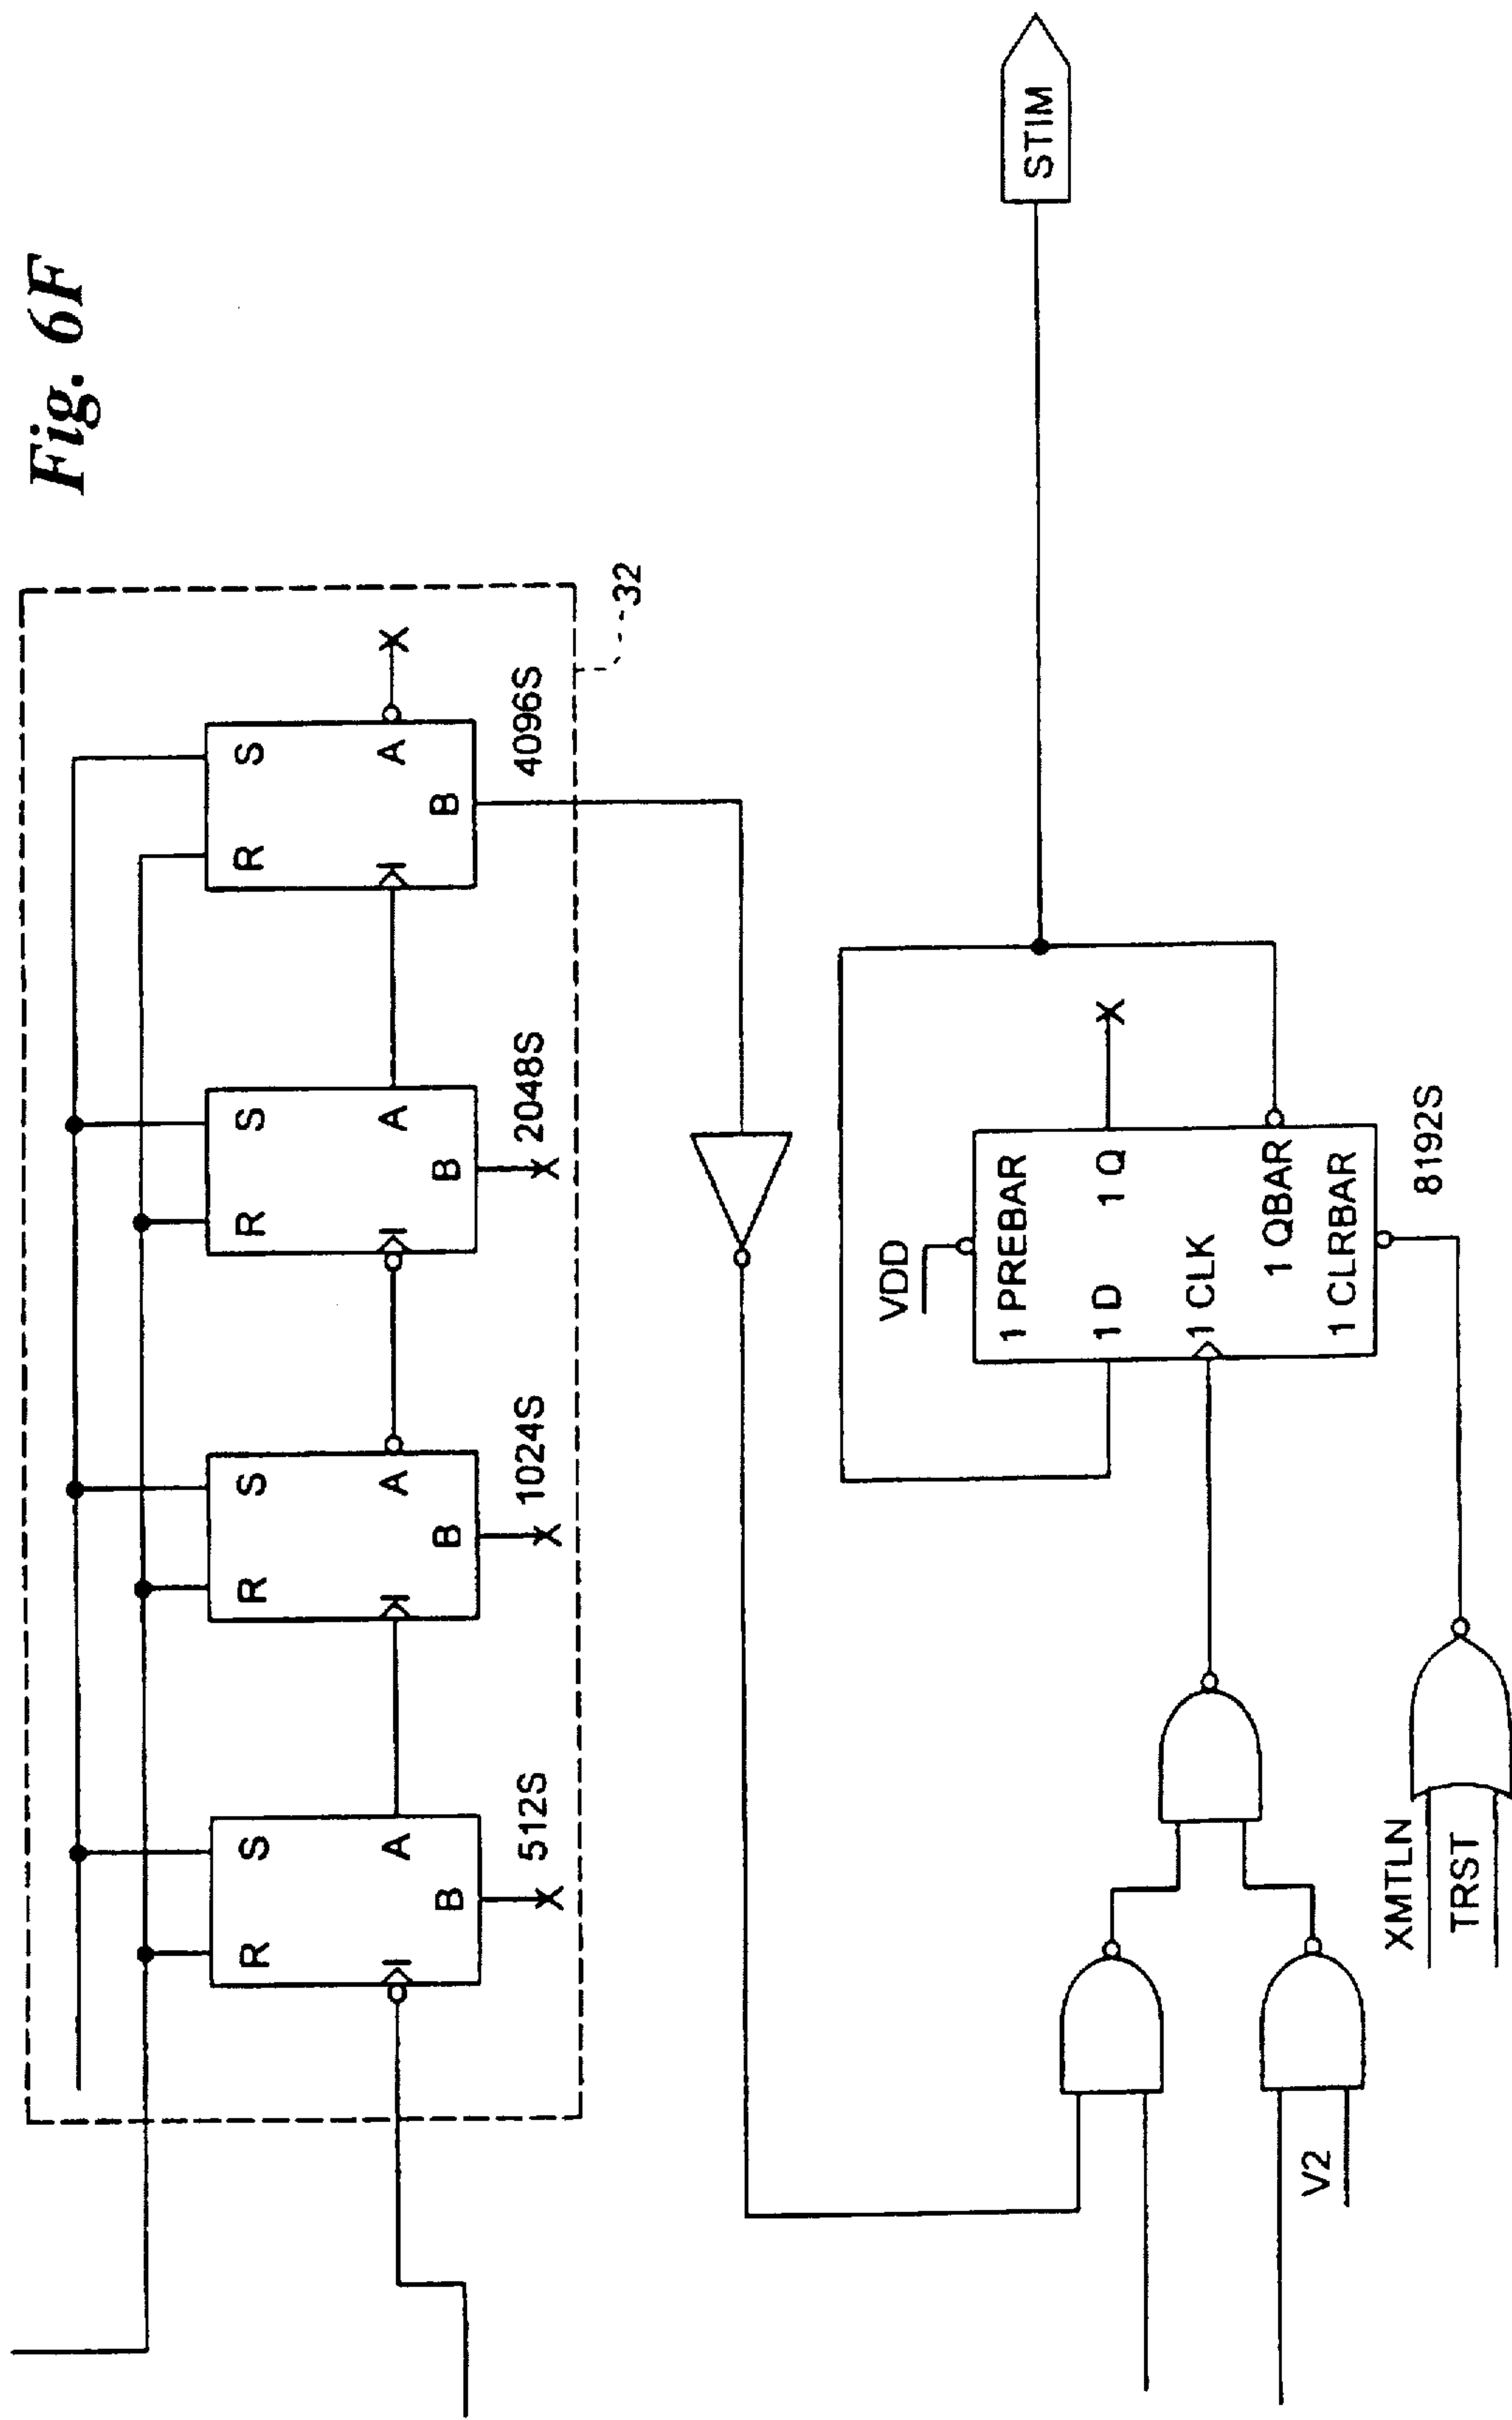 Fig. 6F
R S
A
B
512S
R S
A
B
1024S
R S
A
B
2048S
R S
A
B
4096S
32
VDD
1 PREBAR
1 D 1 Q
1 CLK
1 QBAR
1 CLRBAR
8192S
STIM
V2
XMTLN
TRST